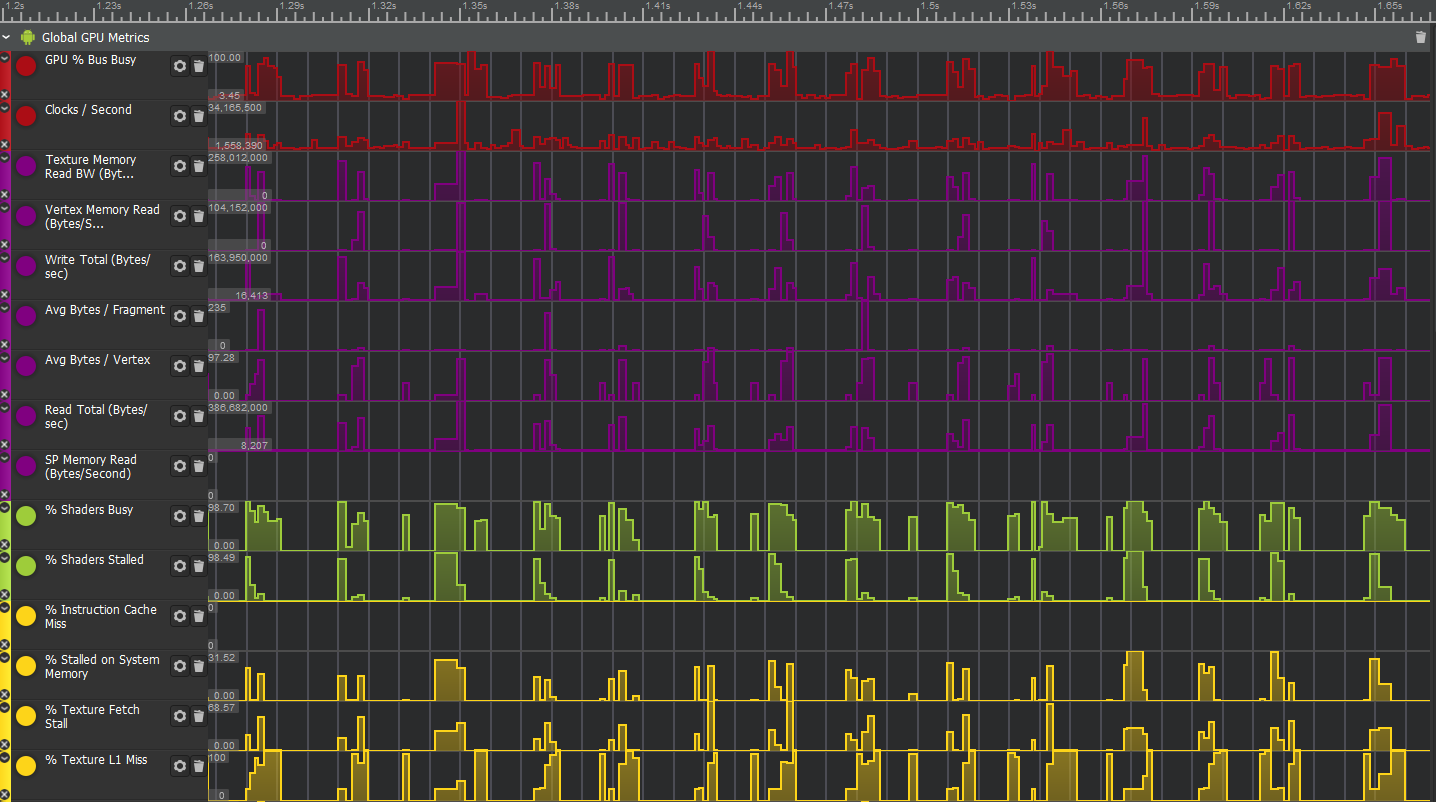 1.2s 1.23s 1.26s 1.29s 1.32s 1.35s 1.38s 1.41s 1.44s 1.47s 1.5s 1.53s 1.56s 1.59s 1.62s 1.65s
Global GPU Metrics
GPU % Bus Busy
100.00
3.45
Clocks / Second
34,165,500
1,558,390
Texture Memory
Read BW (Byt...
258,012,000
0
Vertex Memory Read
(Bytes/S...
104,152,000
0
Write Total (Bytes/
sec)
163,950,000
16,413
Avg Bytes / Fragment
235
0
Avg Bytes / Vertex
97.28
0.00
Read Total (Bytes/
sec)
386,682,000
8,207
SP Memory Read
(Bytes/Second)
0
0
% Shaders Busy
98.70
0.00
% Shaders Stalled
98.49
0.00
% Instruction Cache
Miss
0
0
% Stalled on System
Memory
31.52
0.00
% Texture Fetch
Stall
68.57
0.00
% Texture L1 Miss
100
0